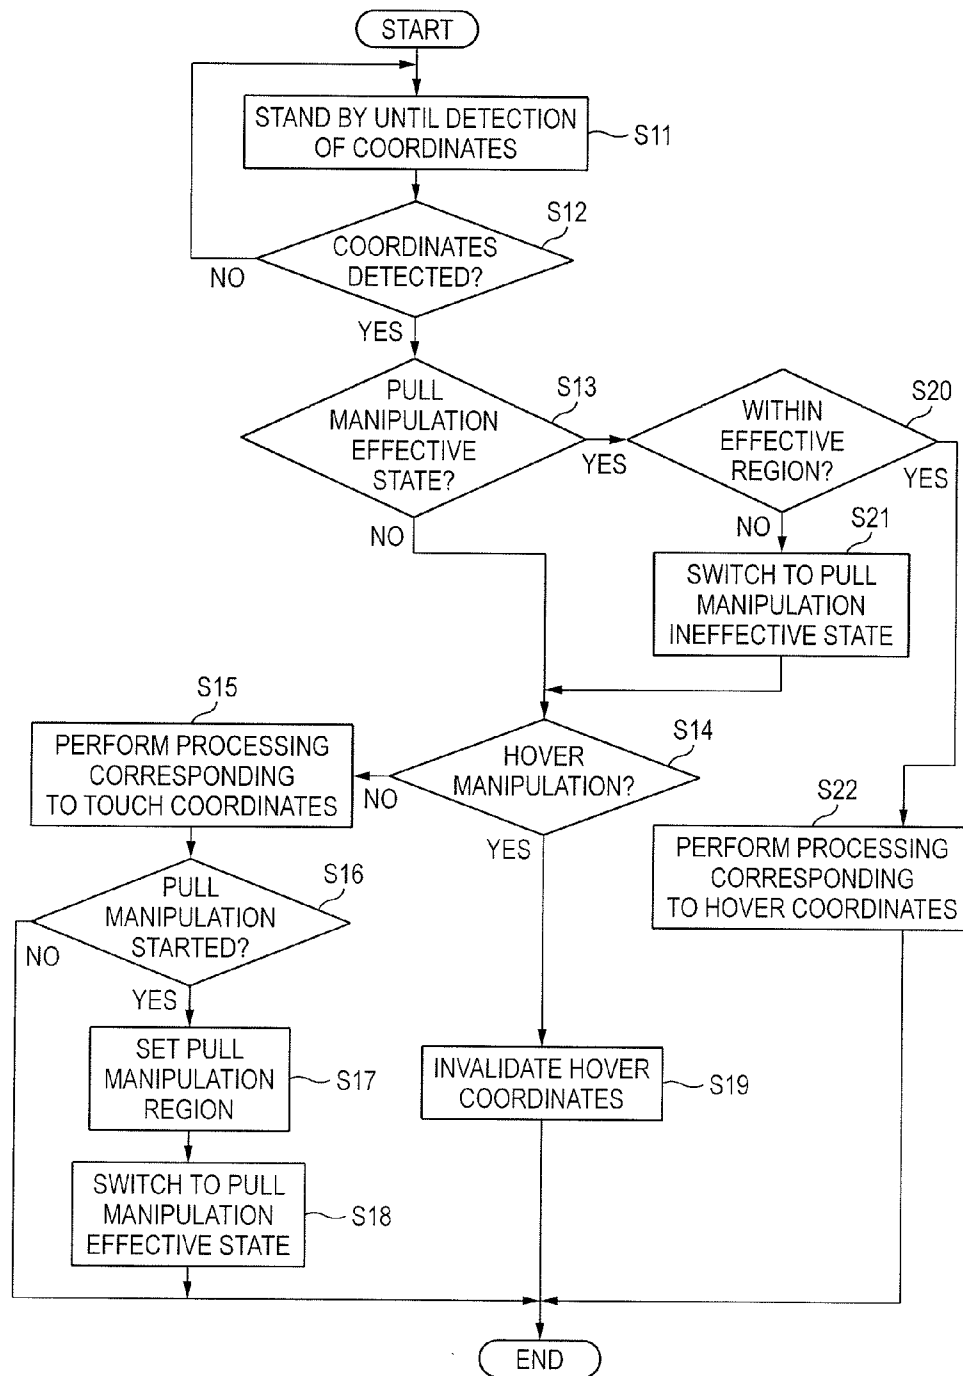 START
STAND BY UNTIL DETECTION
OF COORDINATES
S11
S12
COORDINATES
DETECTED?
NO
YES
S13
PULL
MANIPULATION
EFFECTIVE
STATE?
YES
NO
S20
WITHIN
EFFECTIVE
REGION?
YES
NO
S21
SWITCH TO PULL
MANIPULATION
INEFFECTIVE STATE
S14
HOVER
MANIPULATION?
NO
YES
S15
PERFORM PROCESSING
CORRESPONDING
TO TOUCH COORDINATES
S22
PERFORM PROCESSING
CORRESPONDING
TO HOVER COORDINATES
S16
PULL
MANIPULATION
STARTED?
NO
YES
SET PULL
MANIPULATION
REGION
S17
INVALIDATE HOVER
COORDINATES
S19
SWITCH TO PULL
MANIPULATION
EFFECTIVE STATE
S18
END